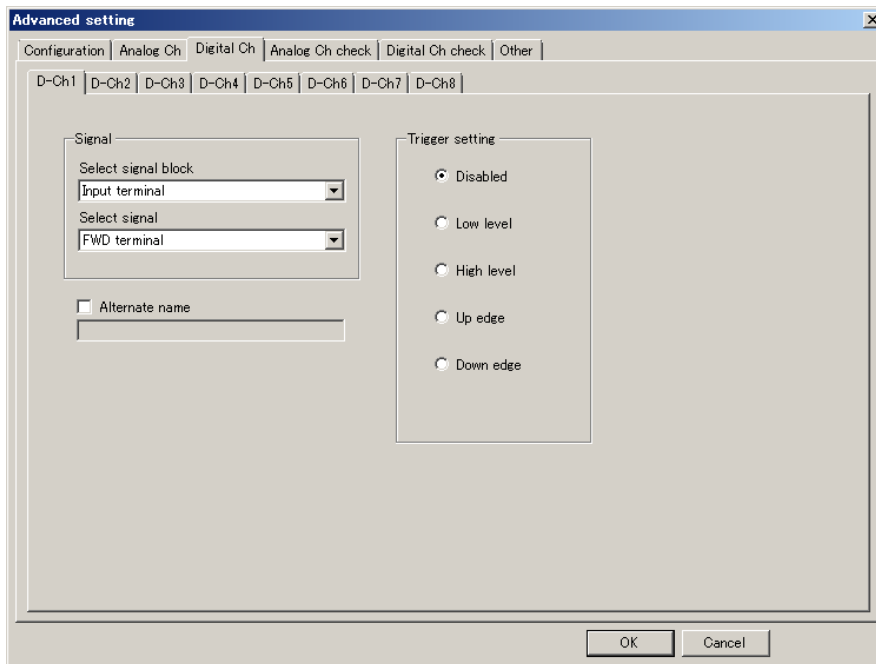 Advanced setting
Configuration Analog Ch Digital Ch Analog Ch check Digital Ch check Other
D-Ch1 D-Ch2 D-Ch3 D-Ch4 D-Ch5 D-Ch6 D-Ch7 D-Ch8
Signal
Select signal block
Input terminal
Select signal
FWD terminal
Alternate name
Trigger setting
Disabled
Low level
High level
Up edge
Down edge
OK Cancel